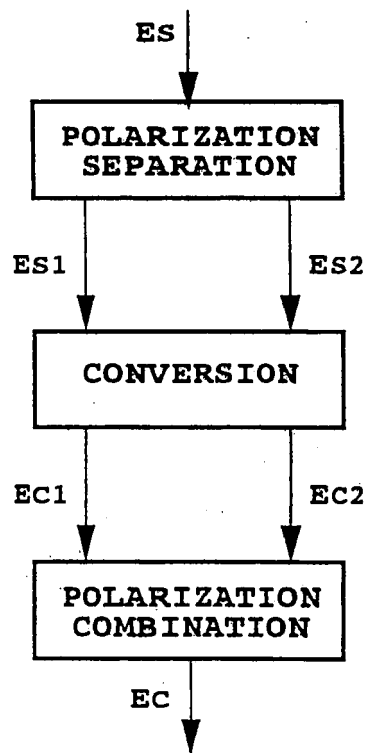 ES
POLARIZATION
SEPARATION
ES1 ES2
CONVERSION
EC1 EC2
POLARIZATION
COMBINATION
EC